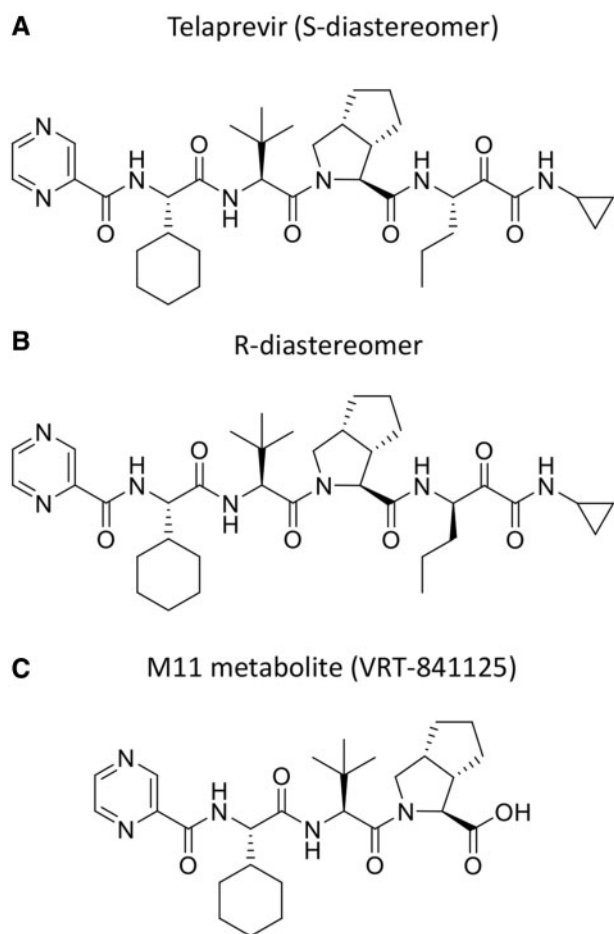 A Telaprevir (S-diastereomer)
N
O
H H O H
N N N N
N N
H
O O O O
B R-diastereomer
N
O
H H O H
N N N N
N N
H
O O O O
C M11 metabolite (VRT-841125)
N
O
H
N N OH
N N
H
O O O